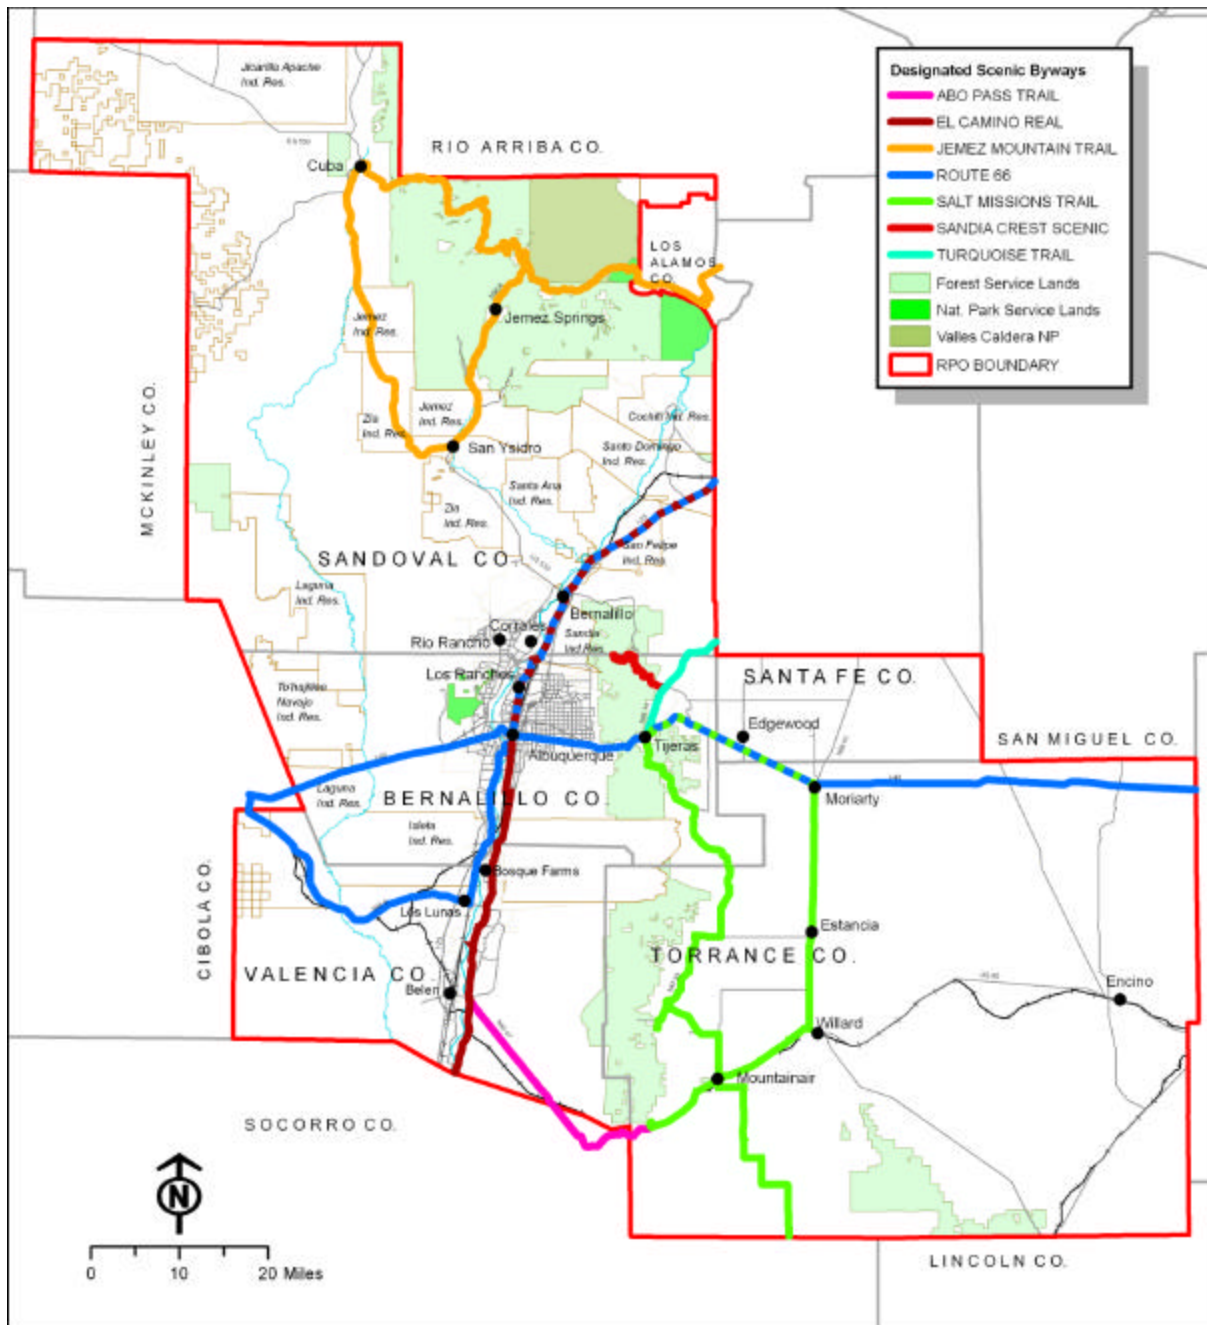 Designated Scenic Byways
ABO PASS TRAIL
EL CAMINO REAL
JEMEZ MOUNTAIN TRAIL
ROUTE 66
SALT MISSIONS TRAIL
SANDIA CREST SCENIC
TURQUOISE TRAIL
Forest Service Lands
Nat. Park Service Lands
Valles Caldera NP
RPO BOUNDARY
Jicarilla Apache
Ind. Res.
RIO ARRIBA CO.
Cuba
LOS
ALAMOS
CO.
Jemez
Ind. Res.
Jemez Springs
MCKINLEY CO.
Zia
Ind. Res.
Jemez
Ind. Res.
Cochiti Ind. Res.
San Ysidro
Santo Domingo
Ind. Res.
Santa Ana
Ind. Res.
Zia
Ind. Res.
San Felipe
Ind. Res.
SANDOVAL CO.
Laguna
Ind. Res.
Bernalillo
Corrales
Rio Rancho
Sandia
Ind Res.
Los Ranchos
SANTA FE CO.
To'hajiilee
Navajo
Ind. Res.
Edgewood
SAN MIGUEL CO.
Tijeras
Albuquerque
Laguna
Ind. Res.
BERNALILLO CO.
Moriarty
Isleta
Ind. Res.
Bosque Farms
CIBOLA CO.
Los Lunas
Estancia
TORRANCE CO.
VALENCIA CO.
Belen
Encino
Willard
Mountainair
SOCORRO CO.
N
LINCOLN CO.
0 10 20 Miles